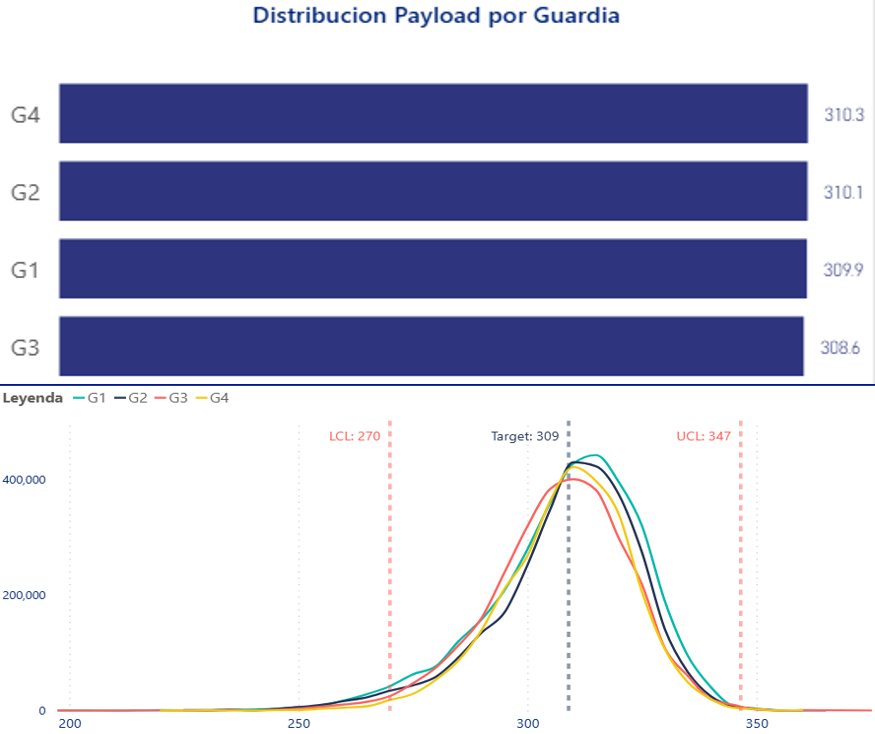 Distribucion Payload por Guardia
G4 310.3
G2 310.1
G1 309.9
G3 308.6
Leyenda G1 G2 G3 G4
LCL: 270 Target: 309 UCL: 347
400,000
200,000
0
200 250 300 350